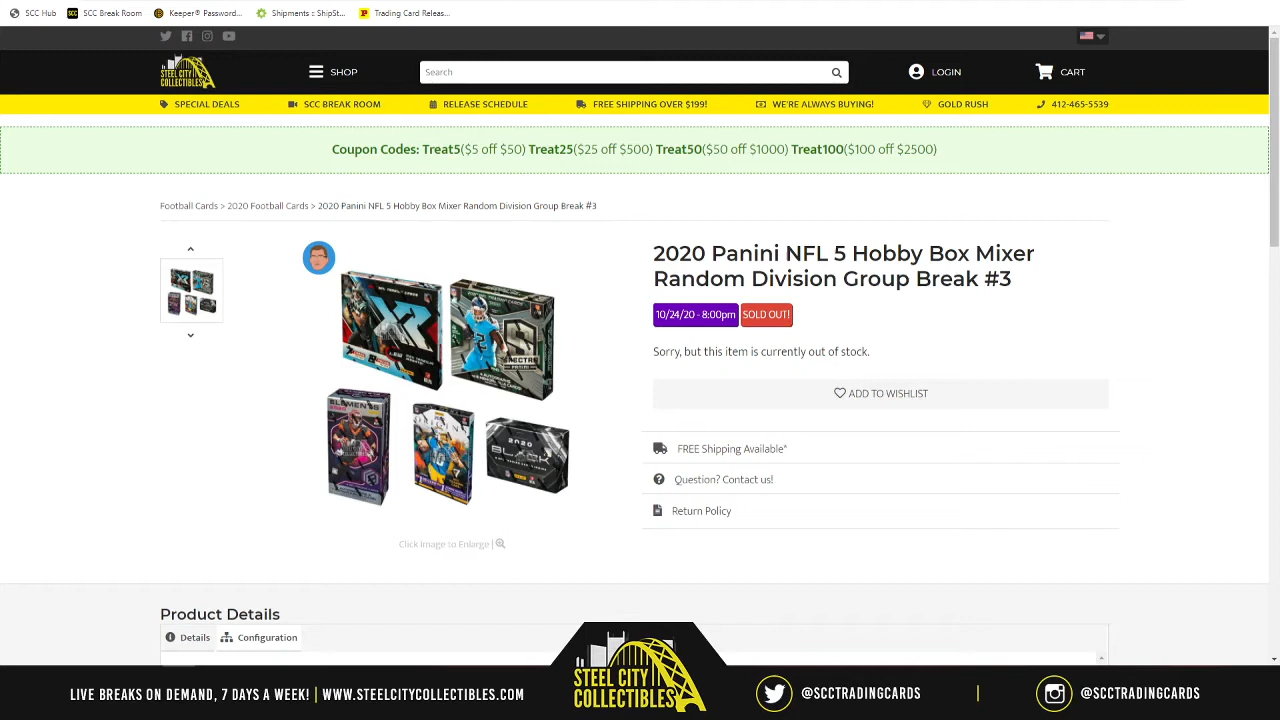 SCC Hub SCC Break Room Keeper® Password... Shipments :: ShipSt... Trading Card Releas...
STEEL CITY
COLLECTIBLES
SHOP Search LOGIN CART
SPECIAL DEALS SCC BREAK ROOM RELEASE SCHEDULE FREE SHIPPING OVER $199! WE'RE ALWAYS BUYING! GOLD RUSH 412-465-5539
Coupon Codes: Treat5($5 off $50) Treat25($25 off $500) Treat50($50 off $1000) Treat100($100 off $2500)
Football Cards > 2020 Football Cards > 2020 Panini NFL 5 Hobby Box Mixer Random Division Group Break #3
XR
SPECTRA
PANINI
ELEMENTS
2020
BLACK
2020 Panini NFL 5 Hobby Box Mixer
Random Division Group Break #3
10/24/20 - 8:00pm SOLD OUT!
Sorry, but this item is currently out of stock.
ADD TO WISHLIST
FREE Shipping Available*
Question? Contact us!
Return Policy
Click Image to Enlarge |
Product Details
Details Configuration
LIVE BREAKS ON DEMAND, 7 DAYS A WEEK! | WWW.STEELCITYCOLLECTIBLES.COM
STEEL CITY
COLLECTIBLES
@SCCTRADINGCARDS | @SCCTRADINGCARDS